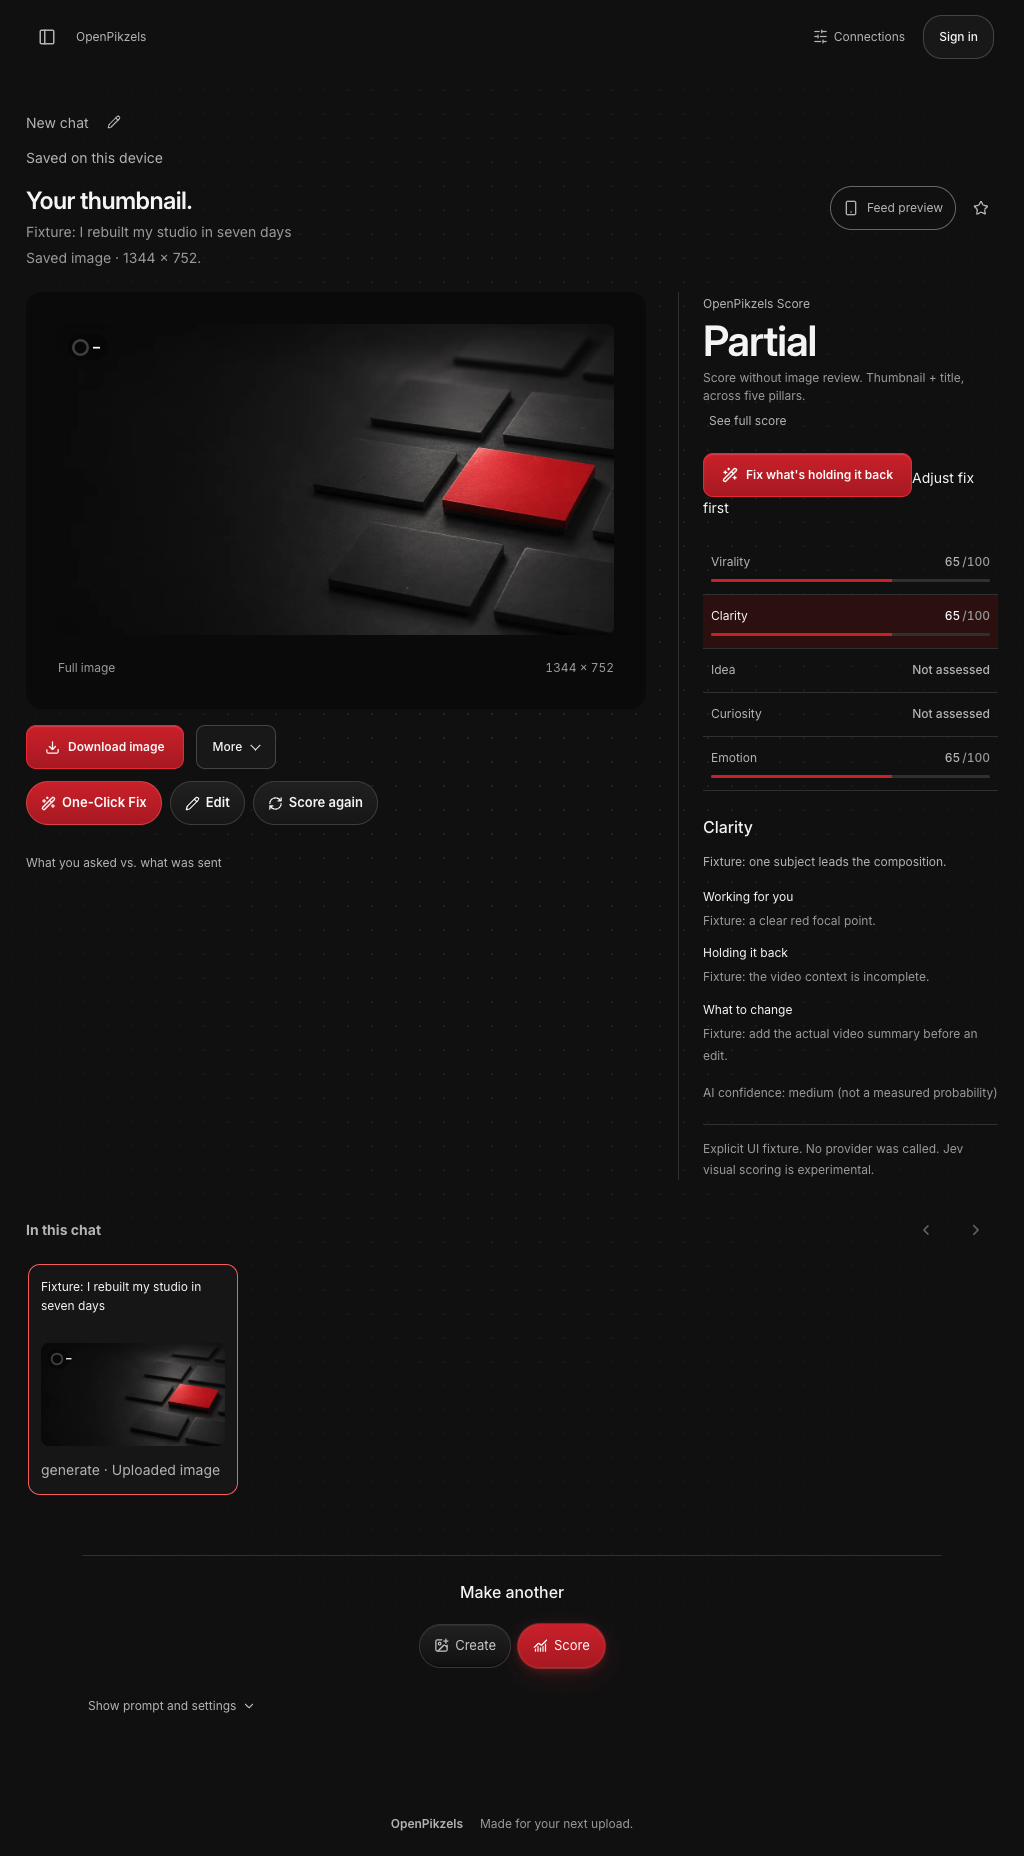 OpenPikzels
Connections
Sign in
New chat
Saved on this device
Your thumbnail.
Fixture: I rebuilt my studio in seven days
Saved image · 1344 × 752.
Feed preview
Full image
1344 × 752
Download image
More
One-Click Fix
Edit
Score again
What you asked vs. what was sent
OpenPikzels Score
Partial
Score without image review. Thumbnail + title,
across five pillars.
See full score
Fix what's holding it back
Adjust fix
first
Virality
65/100
Clarity
65/100
Idea
Not assessed
Curiosity
Not assessed
Emotion
65/100
Clarity
Fixture: one subject leads the composition.
Working for you
Fixture: a clear red focal point.
Holding it back
Fixture: the video context is incomplete.
What to change
Fixture: add the actual video summary before an
edit.
AI confidence: medium (not a measured probability)
Explicit UI fixture. No provider was called. Jev
visual scoring is experimental.
In this chat
Fixture: I rebuilt my studio in
seven days
generate · Uploaded image
Make another
Create
Score
Show prompt and settings
OpenPikzels
Made for your next upload.